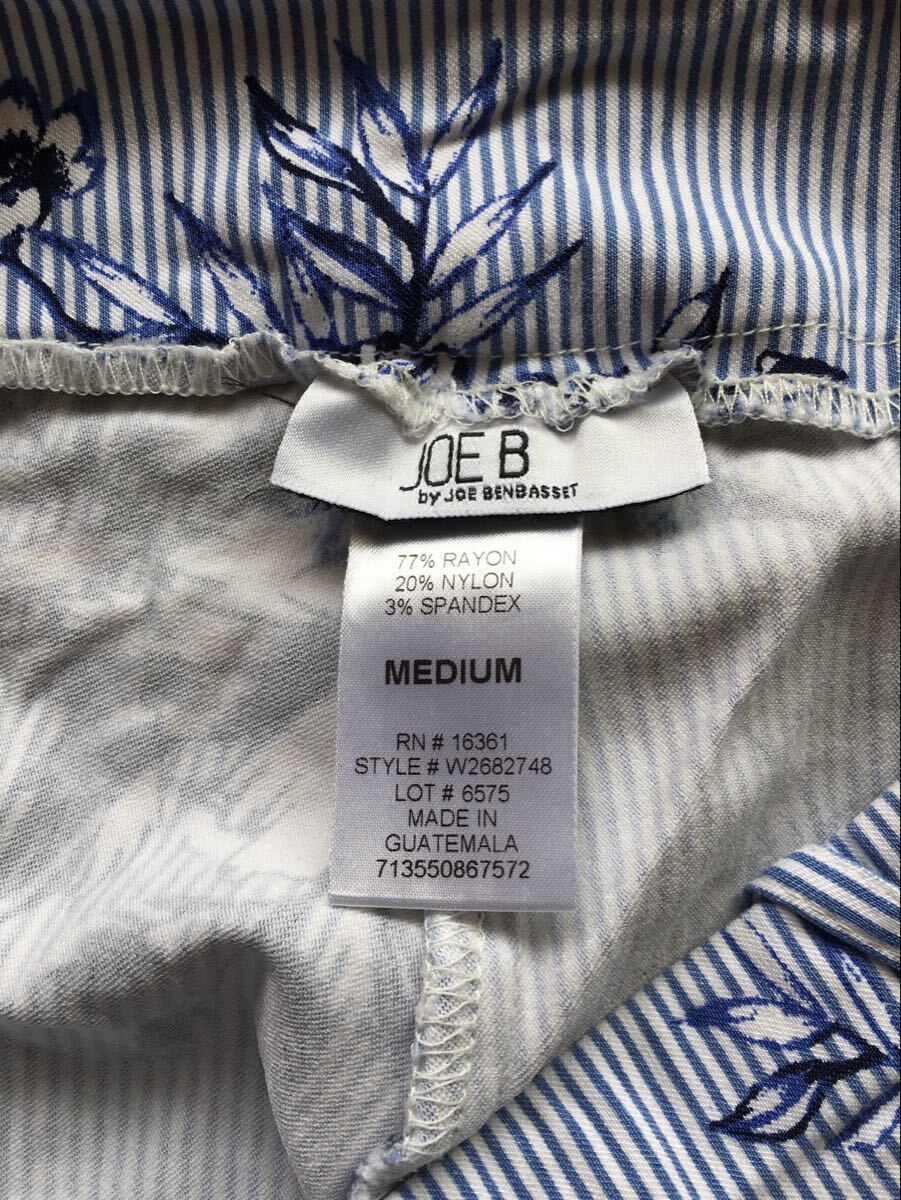 JOE B
by JOE BENBASSET
77% RAYON
20% NYLON
3% SPANDEX
MEDIUM
RN # 16361
STYLE # W2682748
LOT # 6575
MADE IN
GUATEMALA
713550867572